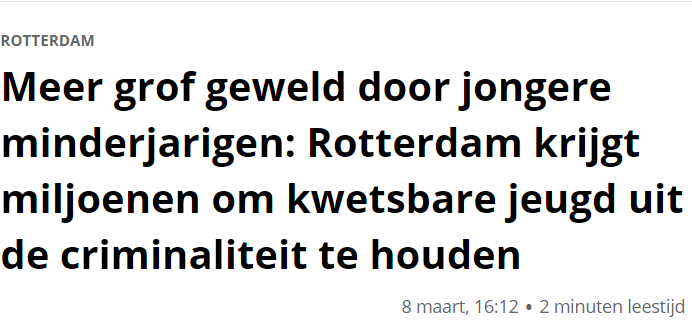 ROTTERDAM
Meer grof geweld door jongere
minderjarigen: Rotterdam krijgt
miljoenen om kwetsbare jeugd uit
de criminaliteit te houden
8 maart, 16:12 • 2 minuten leestijd